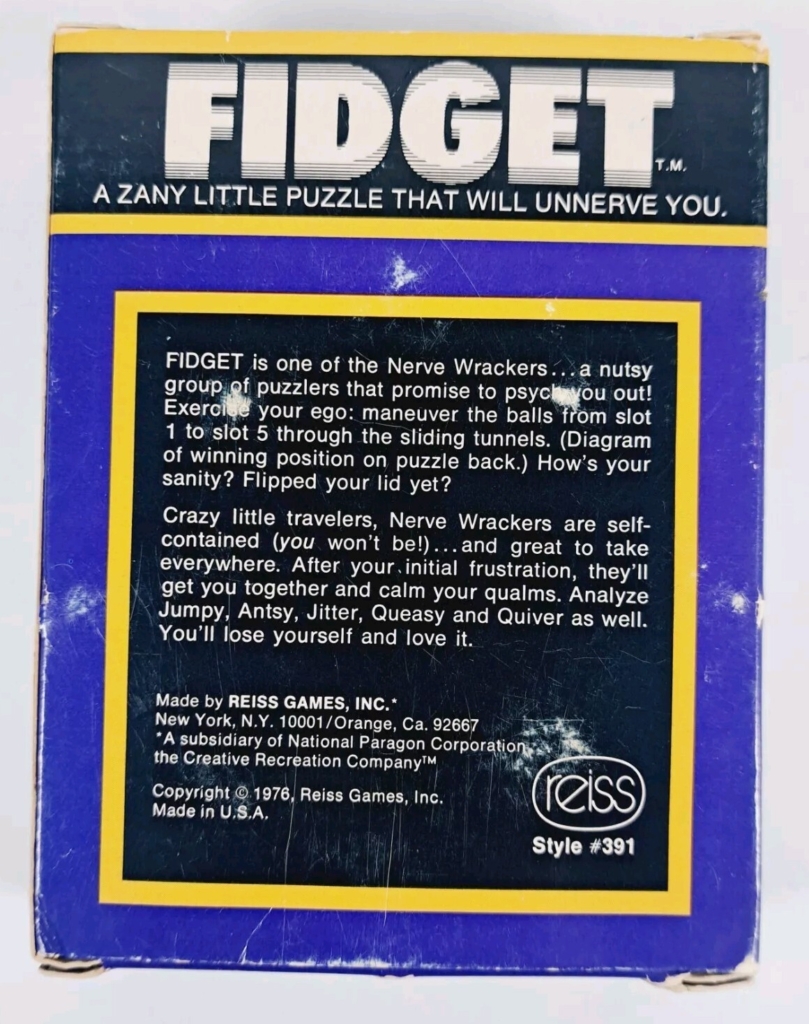 FIDGET T.M.
A ZANY LITTLE PUZZLE THAT WILL UNNERVE YOU.
FIDGET is one of the Nerve Wrackers...a nutsy
group of puzzlers that promise to psych you out!
Exercise your ego: maneuver the balls from slot
1 to slot 5 through the sliding tunnels. (Diagram
of winning position on puzzle back.) How's your
sanity? Flipped your lid yet?
Crazy little travelers, Nerve Wrackers are self-
contained (you won't be!)...and great to take
everywhere. After your initial frustration, they'll
get you together and calm your qualms. Analyze
Jumpy, Antsy, Jitter, Queasy and Quiver as well.
You'll lose yourself and love it.
Made by REISS GAMES, INC.*
New York, N.Y. 10001/Orange, Ca. 92667
*A subsidiary of National Paragon Corporation
the Creative Recreation Company™
Copyright © 1976, Reiss Games, Inc.
Made in U.S.A.
reiss
Style #391